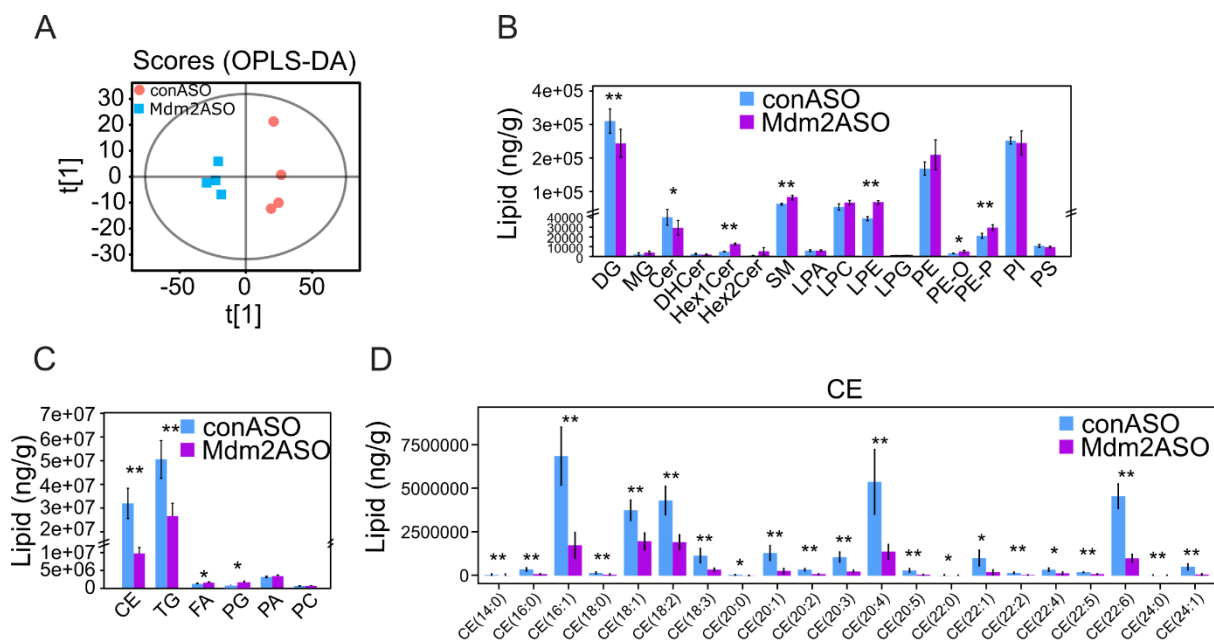 A
Scores (OPLS-DA)
conASO
Mdm2ASO
t[1]
30
20
10
0
-10
-20
-30
-50
0
50
t[1]
B
conASO
Mdm2ASO
Lipid (ng/g)
4e+05
3e+05
2e+05
1e+05
40000
30000
20000
10000
0
** * ** ** ** * **
DG MG Cer DHCer Hex1Cer Hex2Cer SM LPA LPC LPE LPG PE PE-O PE-P PI PS
C
conASO
Mdm2ASO
Lipid (ng/g)
7e+07
6e+07
5e+07
4e+07
3e+07
2e+07
1e+07
5e+06
0
** ** * *
CE TG FA PG PA PC
D
CE
conASO
Mdm2ASO
Lipid (ng/g)
7500000
5000000
2500000
0
** ** ** ** ** ** ** * ** ** ** ** ** * * ** * ** ** ** **
CE(14:0) CE(16:0) CE(16:1) CE(18:0) CE(18:1) CE(18:2) CE(18:3) CE(20:0) CE(20:1) CE(20:2) CE(20:3) CE(20:4) CE(20:5) CE(22:0) CE(22:1) CE(22:2) CE(22:4) CE(22:5) CE(22:6) CE(24:0) CE(24:1)